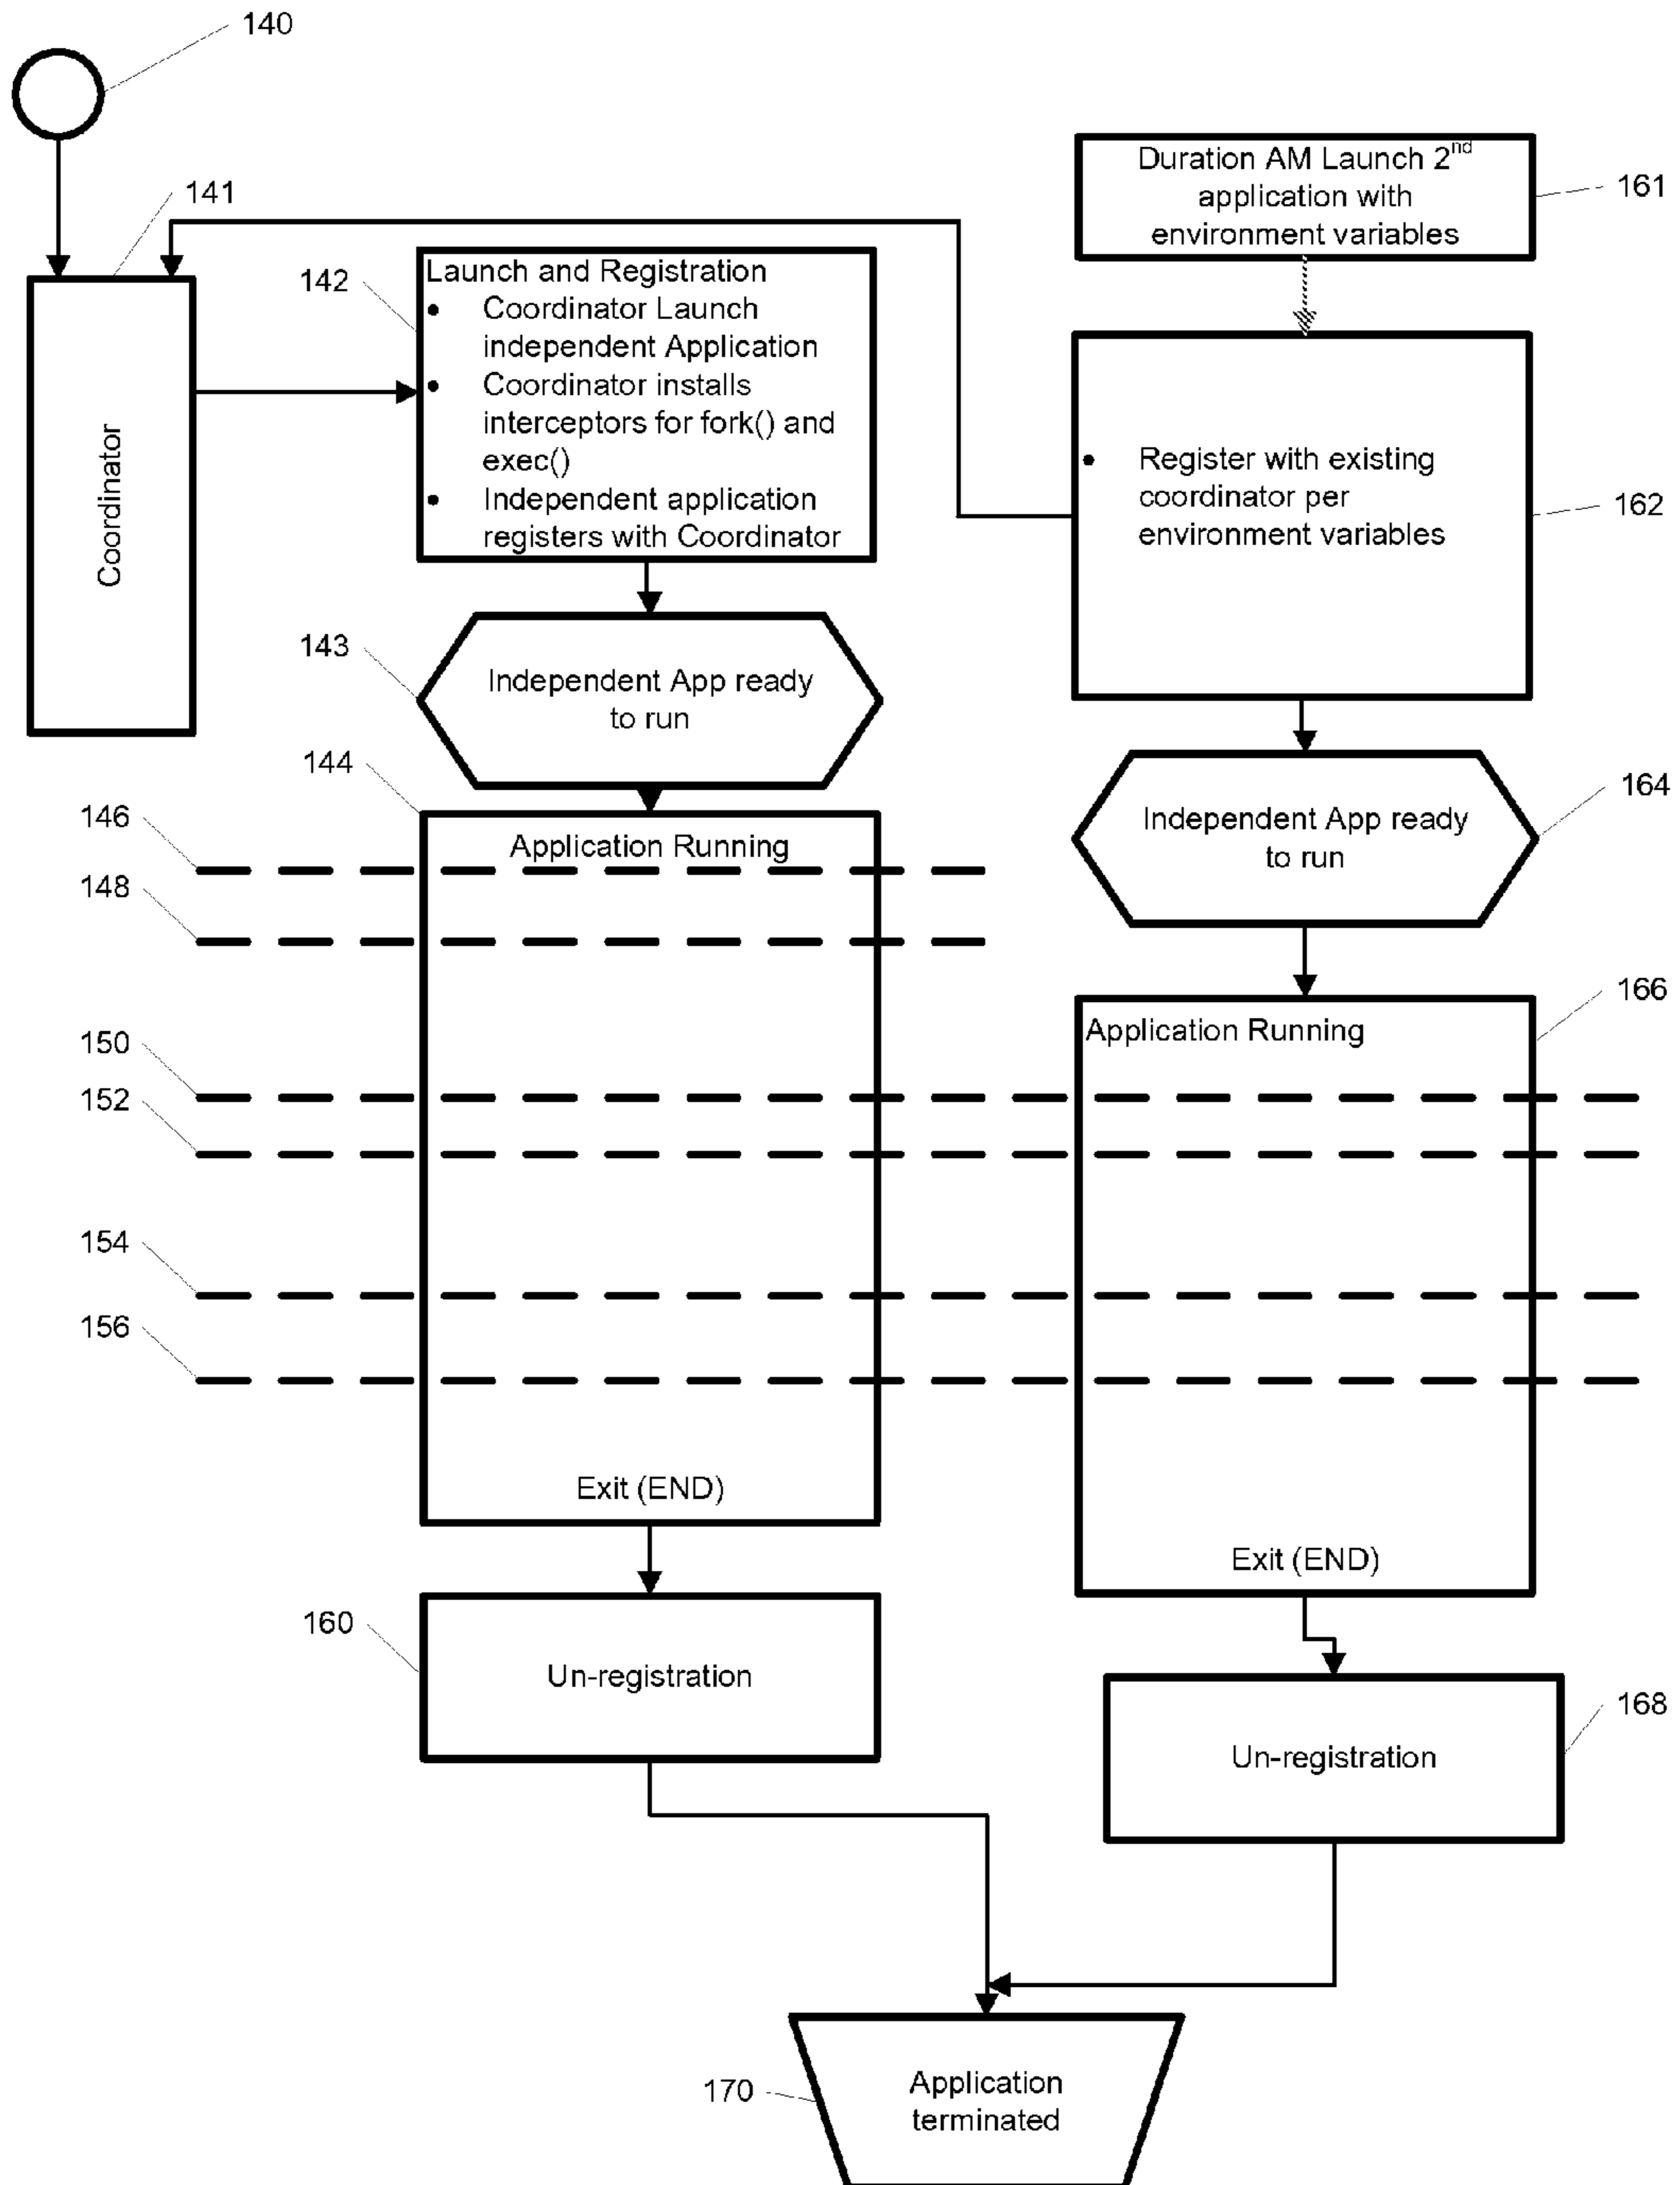 140
141
Coordinator
142
Launch and Registration
• Coordinator Launch
independent Application
• Coordinator installs
interceptors for fork() and
exec()
• Independent application
registers with Coordinator
143
Independent App ready
to run
144
Application Running
146
148
150
152
154
156
Exit (END)
160
Un-registration
Duration AM Launch 2nd
application with
environment variables
161
• Register with existing
coordinator per
environment variables
162
Independent App ready
to run
164
Application Running
166
Exit (END)
Un-registration
168
170
Application
terminated